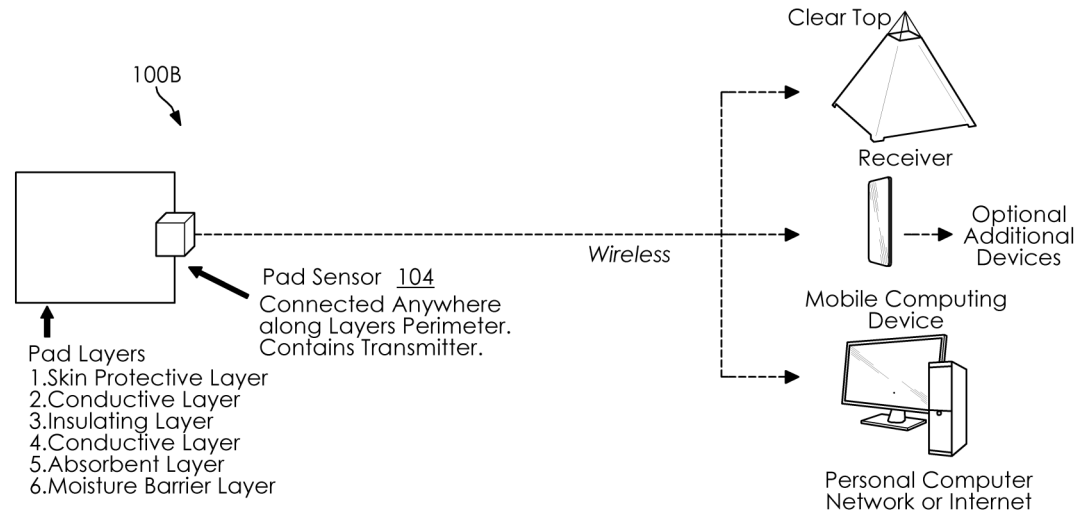 Clear Top
100B
Receiver
Wireless
Optional
Additional
Devices
Pad Sensor 104
Connected Anywhere
along Layers Perimeter.
Contains Transmitter.
Mobile Computing
Device
Pad Layers
1.Skin Protective Layer
2.Conductive Layer
3.Insulating Layer
4.Conductive Layer
5.Absorbent Layer
6.Moisture Barrier Layer
Personal Computer
Network or Internet